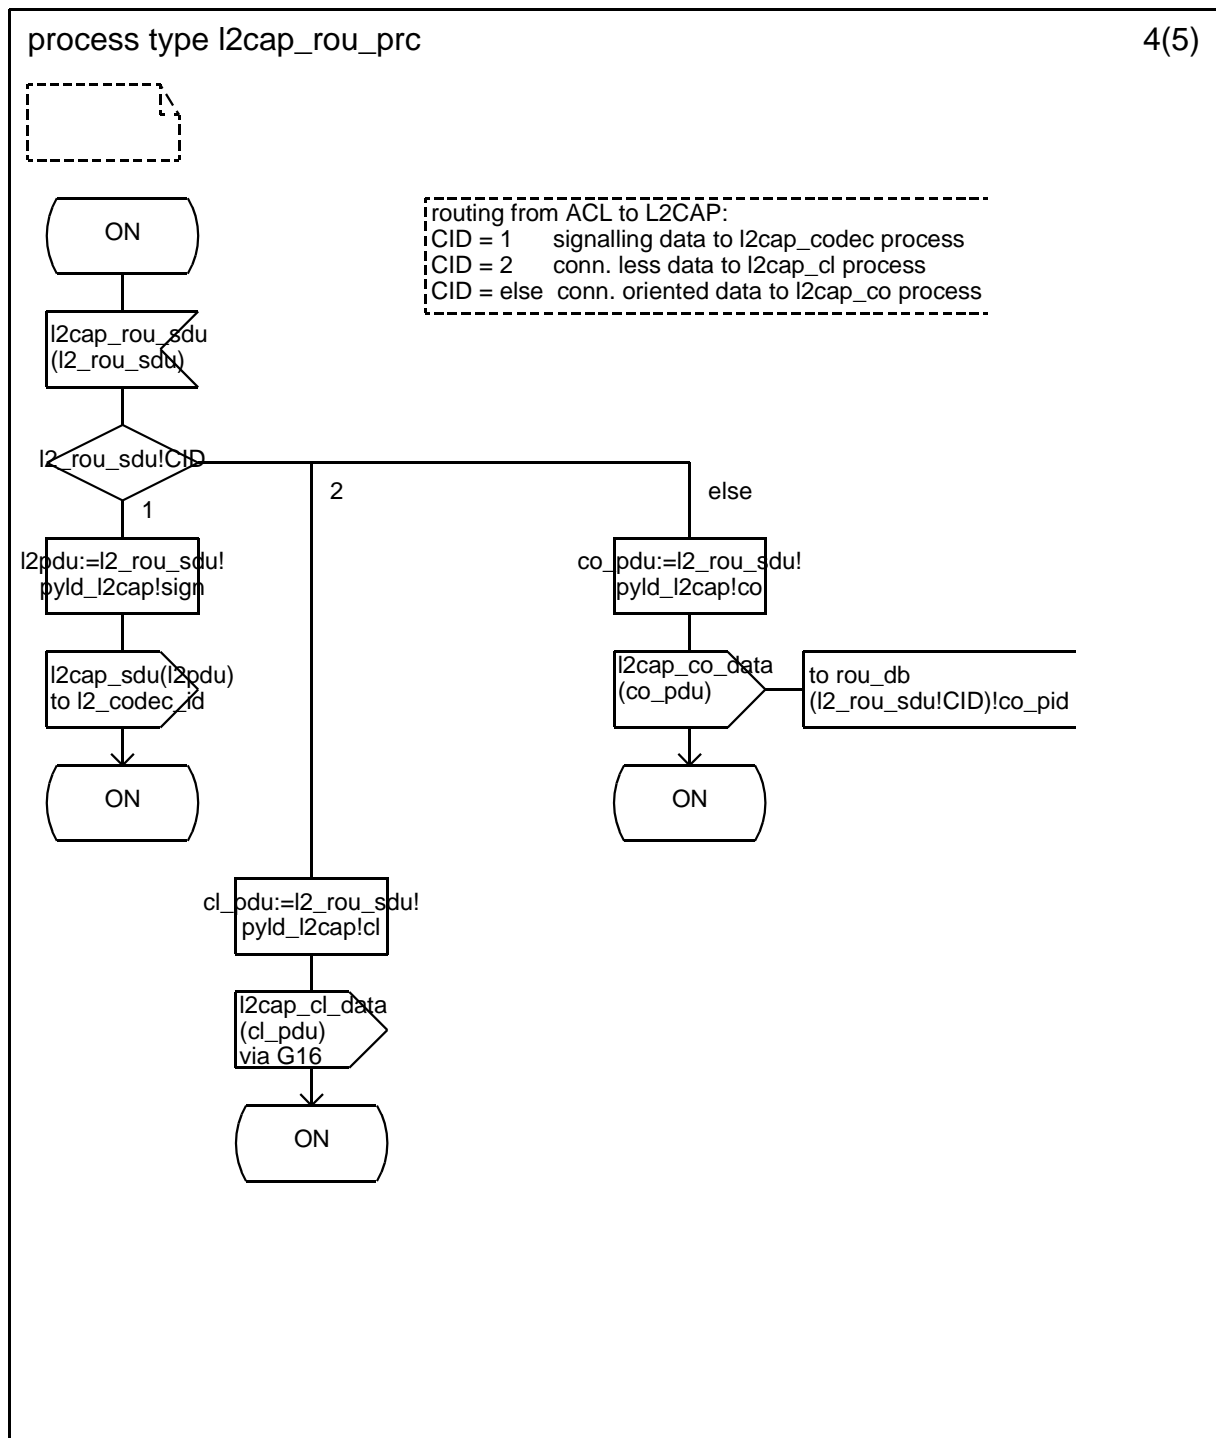 process type l2cap_rou_prc
4(5)
ON
routing from ACL to L2CAP:
CID = 1 signalling data to l2cap_codec process
CID = 2 conn. less data to l2cap_cl process
CID = else conn. oriented data to l2cap_co process
l2cap_rou_sdu
(l2_rou_sdu)
l2_rou_sdu!CID
1
2
else
l2pdu:=l2_rou_sdu!
pyld_l2cap!sign
co_pdu:=l2_rou_sdu!
pyld_l2cap!co
l2cap_sdu(l2pdu)
to l2_codec_id
l2cap_co_data
(co_pdu)
to rou_db
(l2_rou_sdu!CID)!co_pid
ON
ON
cl_pdu:=l2_rou_sdu!
pyld_l2cap!cl
l2cap_cl_data
(cl_pdu)
via G16
ON